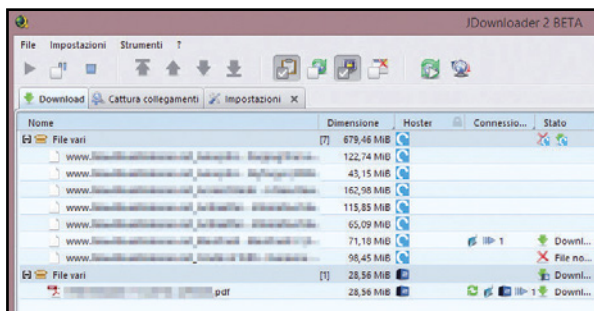 JDownloader 2 BETA
File Impostazioni Strumenti ?
Download Cattura collegamenti Impostazioni X
Nome Dimensione Hoster Connessio... Stato
File vari [7] 679,46 MiB
www. 122,74 MiB
www. 43,15 MiB
www. 162,98 MiB
www. 115,85 MiB
www. 65,09 MiB
www. 71,18 MiB 1 Downl...
www. 98,45 MiB File no...
File vari [1] 28,56 MiB Downl...
.pdf 28,56 MiB 1 Downl...